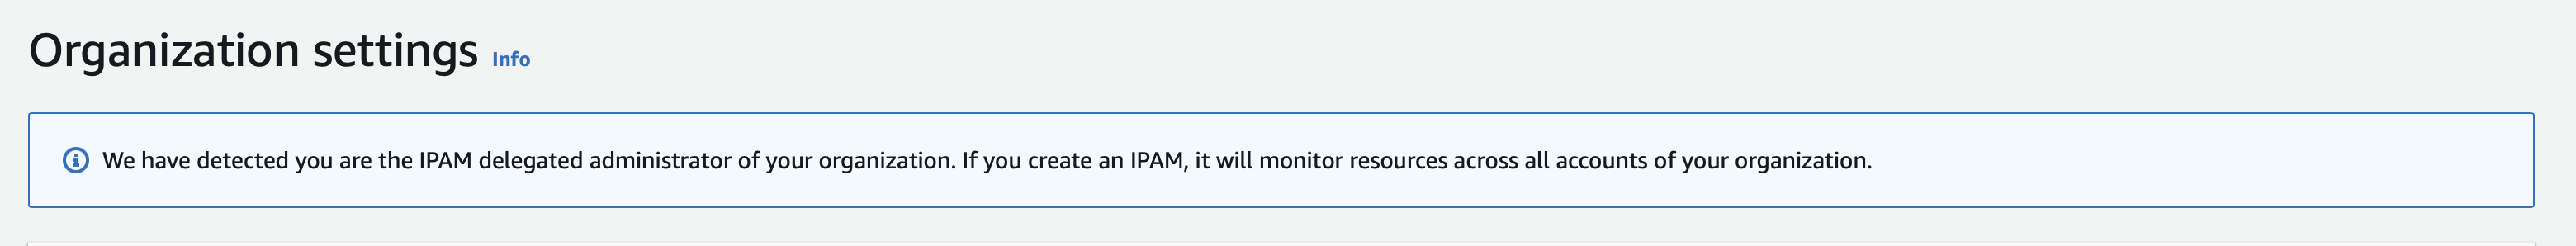 Organization settings Info
We have detected you are the IPAM delegated administrator of your organization. If you create an IPAM, it will monitor resources across all accounts of your organization.